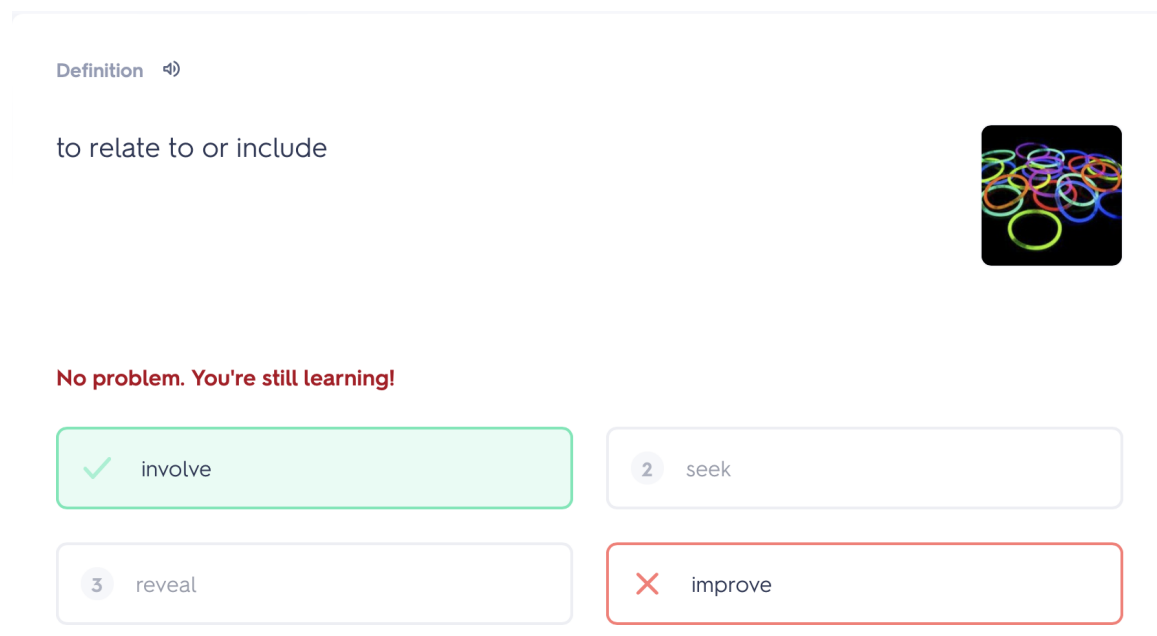 Definition
to relate to or include
No problem. You're still learning!
involve
2 seek
3 reveal
improve